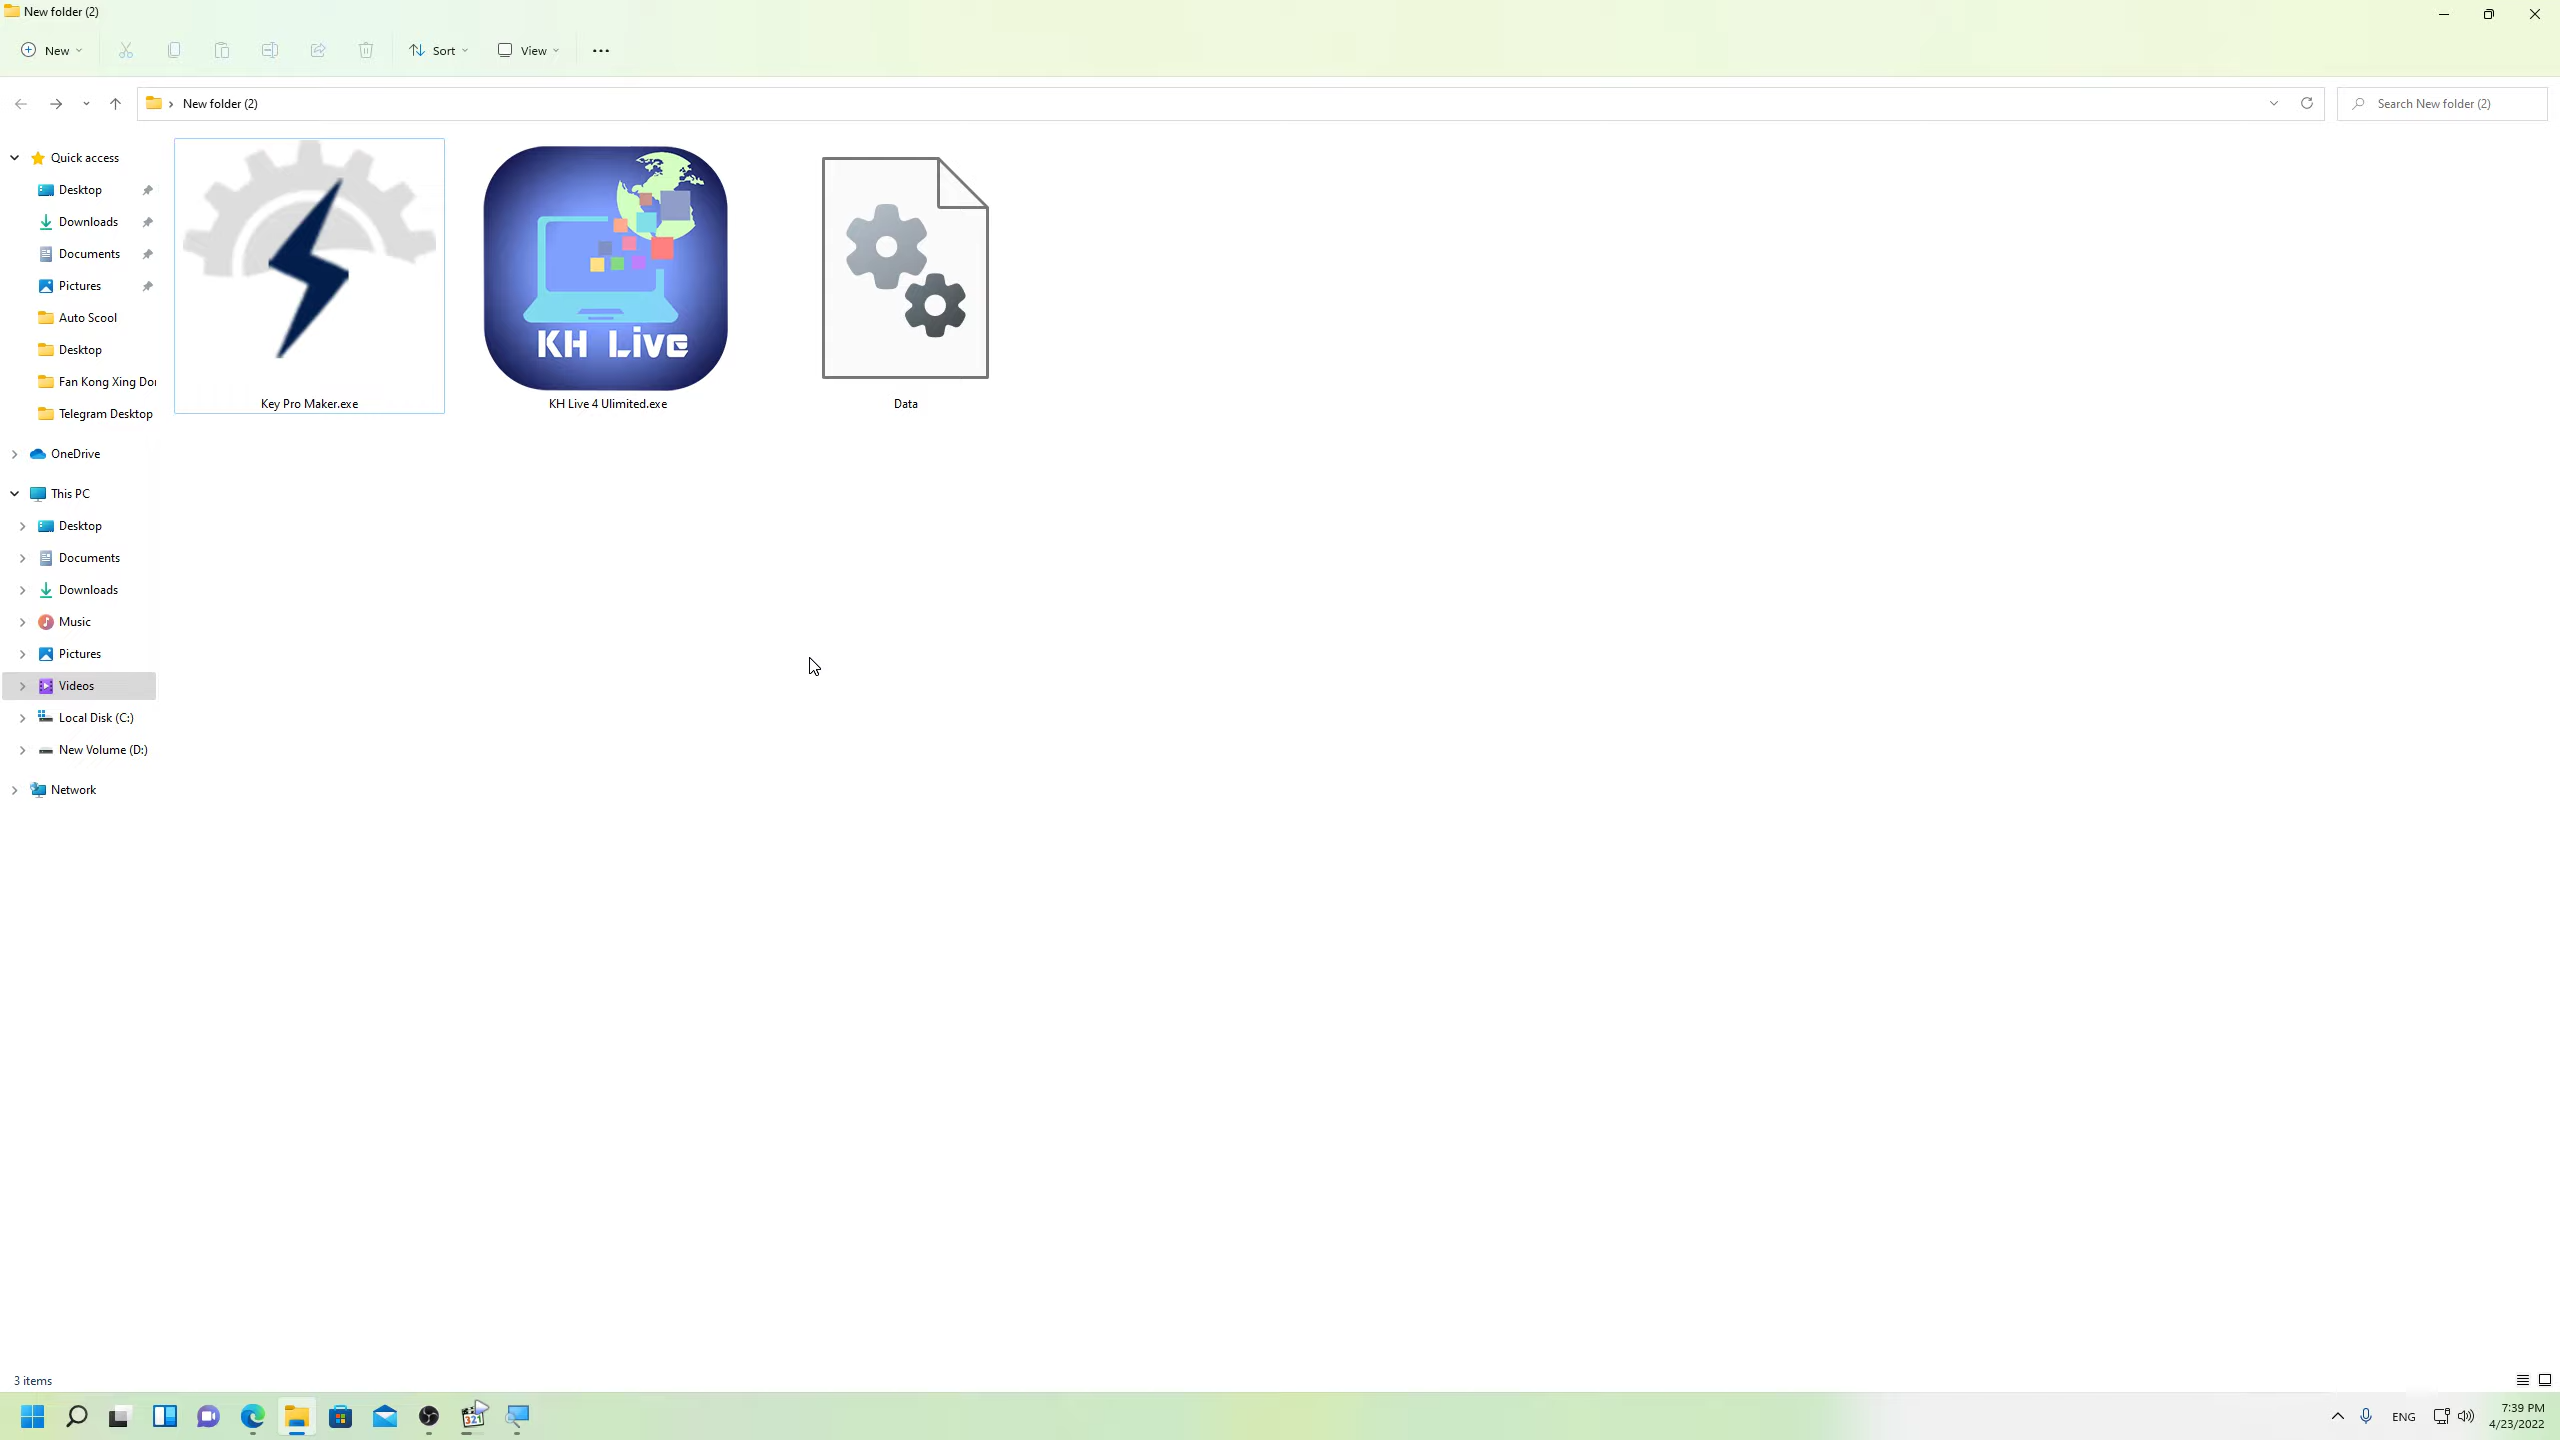 New folder (2)
New
Sort
View
New folder (2)
Search New folder (2)
Quick access
Desktop
Downloads
Documents
Pictures
Auto Scool
Desktop
Fan Kong Xing Dor
Telegram Desktop
OneDrive
This PC
Desktop
Documents
Downloads
Music
Pictures
Videos
Local Disk (C:)
New Volume (D:)
Network
KH Live
Key Pro Maker.exe
KH Live 4 Ulimited.exe
Data
3 items
321
ENG
7:39 PM
4/23/2022